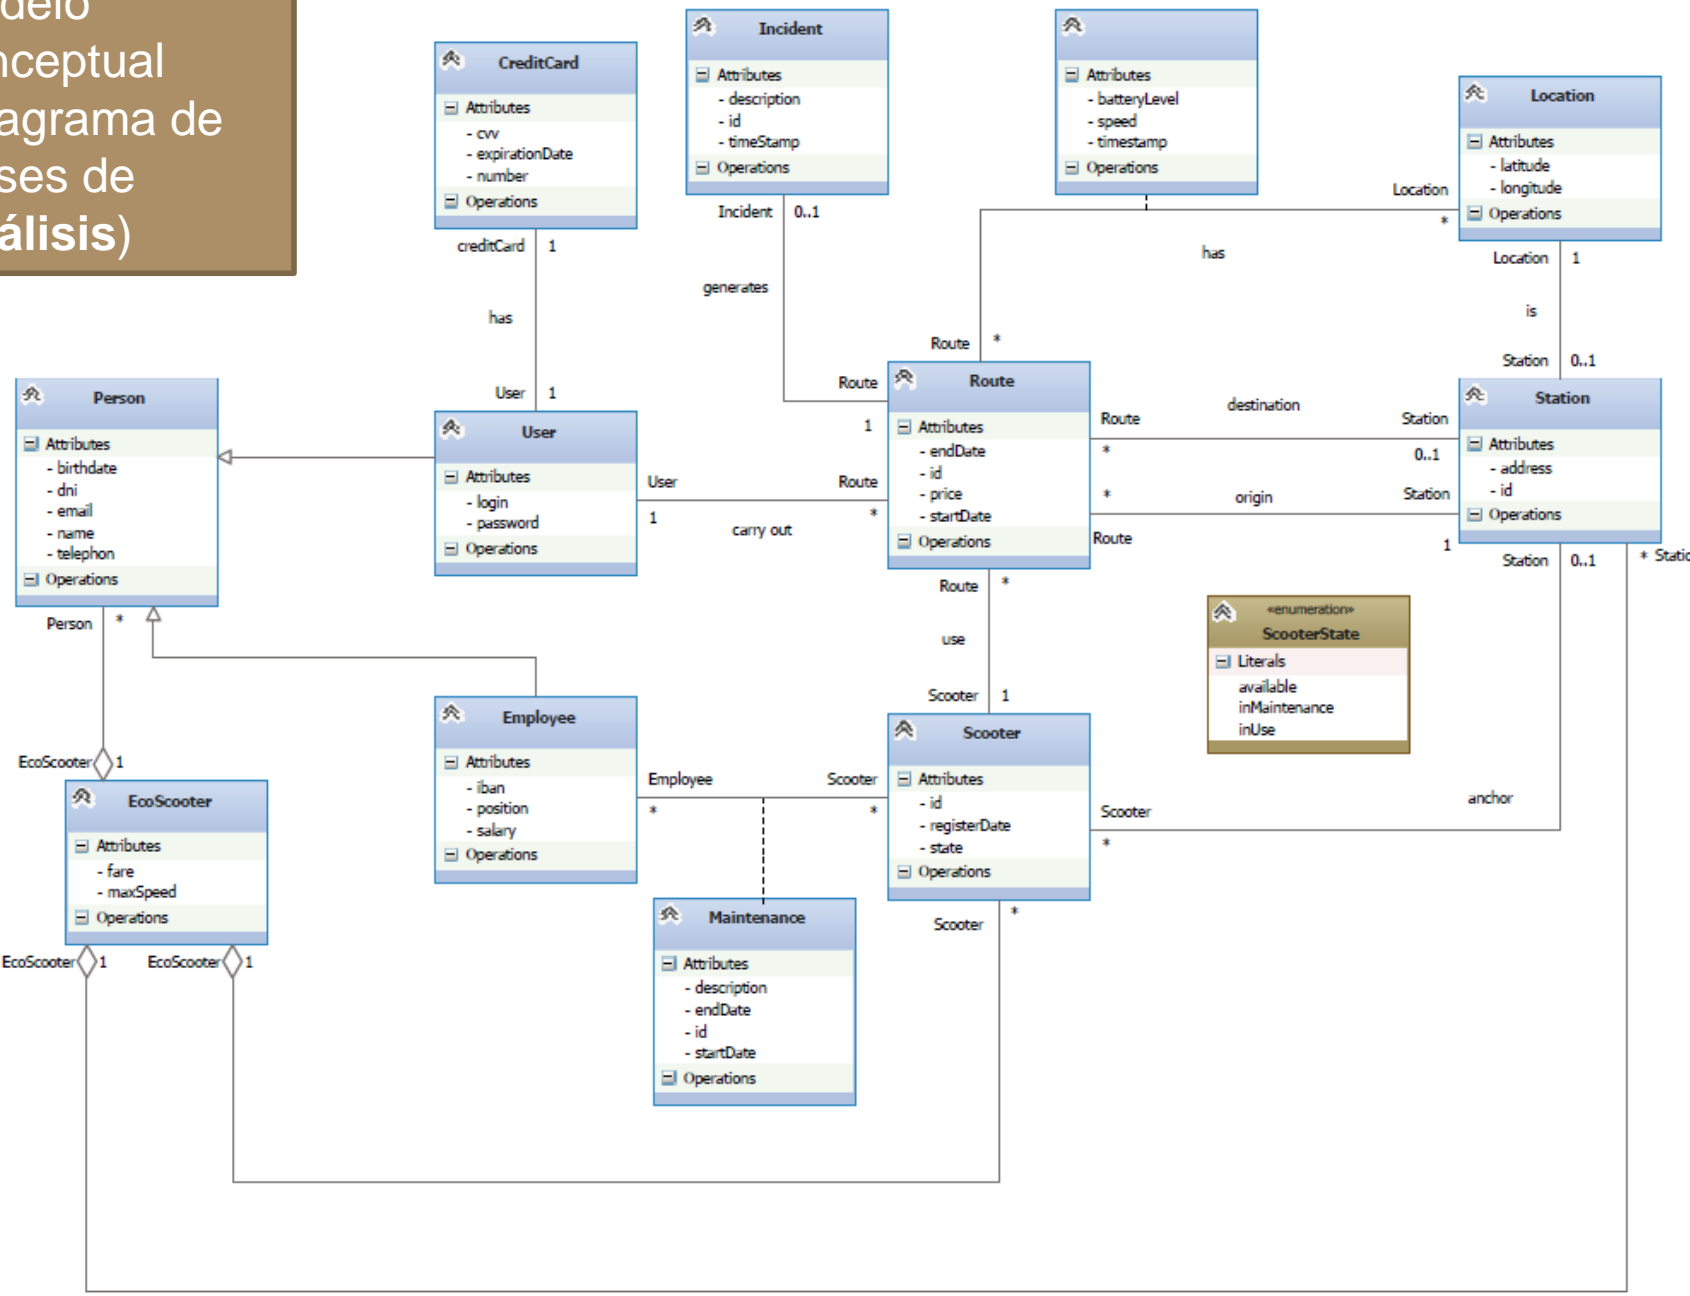 delo
nceptual
agrama de
ses de
álisis)
CreditCard
Attributes
- cvv
- expirationDate
- number
Operations
creditCard 1
has
User 1
Incident
Attributes
- description
- id
- timeStamp
Operations
Incident 0..1
generates
Route
1
Attributes
- batteryLevel
- speed
- timestamp
Operations
Location
*
has
Route *
Location
Attributes
- latitude
- longitude
Operations
Location 1
is
Station 0..1
Person
Attributes
- birthdate
- dni
- email
- name
- telephon
Operations
Person *
User
Attributes
- login
- password
Operations
User Route
1 *
carry out
Route
Attributes
- endDate
- id
- price
- startDate
Operations
destination
Route Station
* 0..1
* origin Station
Route 1
Station
Attributes
- address
- id
Operations
Station 0..1
* Static
Route *
use
Scooter 1
«enumeration»
ScooterState
Literals
available
inMaintenance
inUse
EcoScooter 1
EcoScooter
Attributes
- fare
- maxSpeed
Operations
EcoScooter 1
EcoScooter 1
Employee
Attributes
- iban
- position
- salary
Operations
Employee Scooter
* *
Scooter
Attributes
- id
- registerDate
- state
Operations
anchor
Scooter
*
Scooter *
Maintenance
Attributes
- description
- endDate
- id
- startDate
Operations